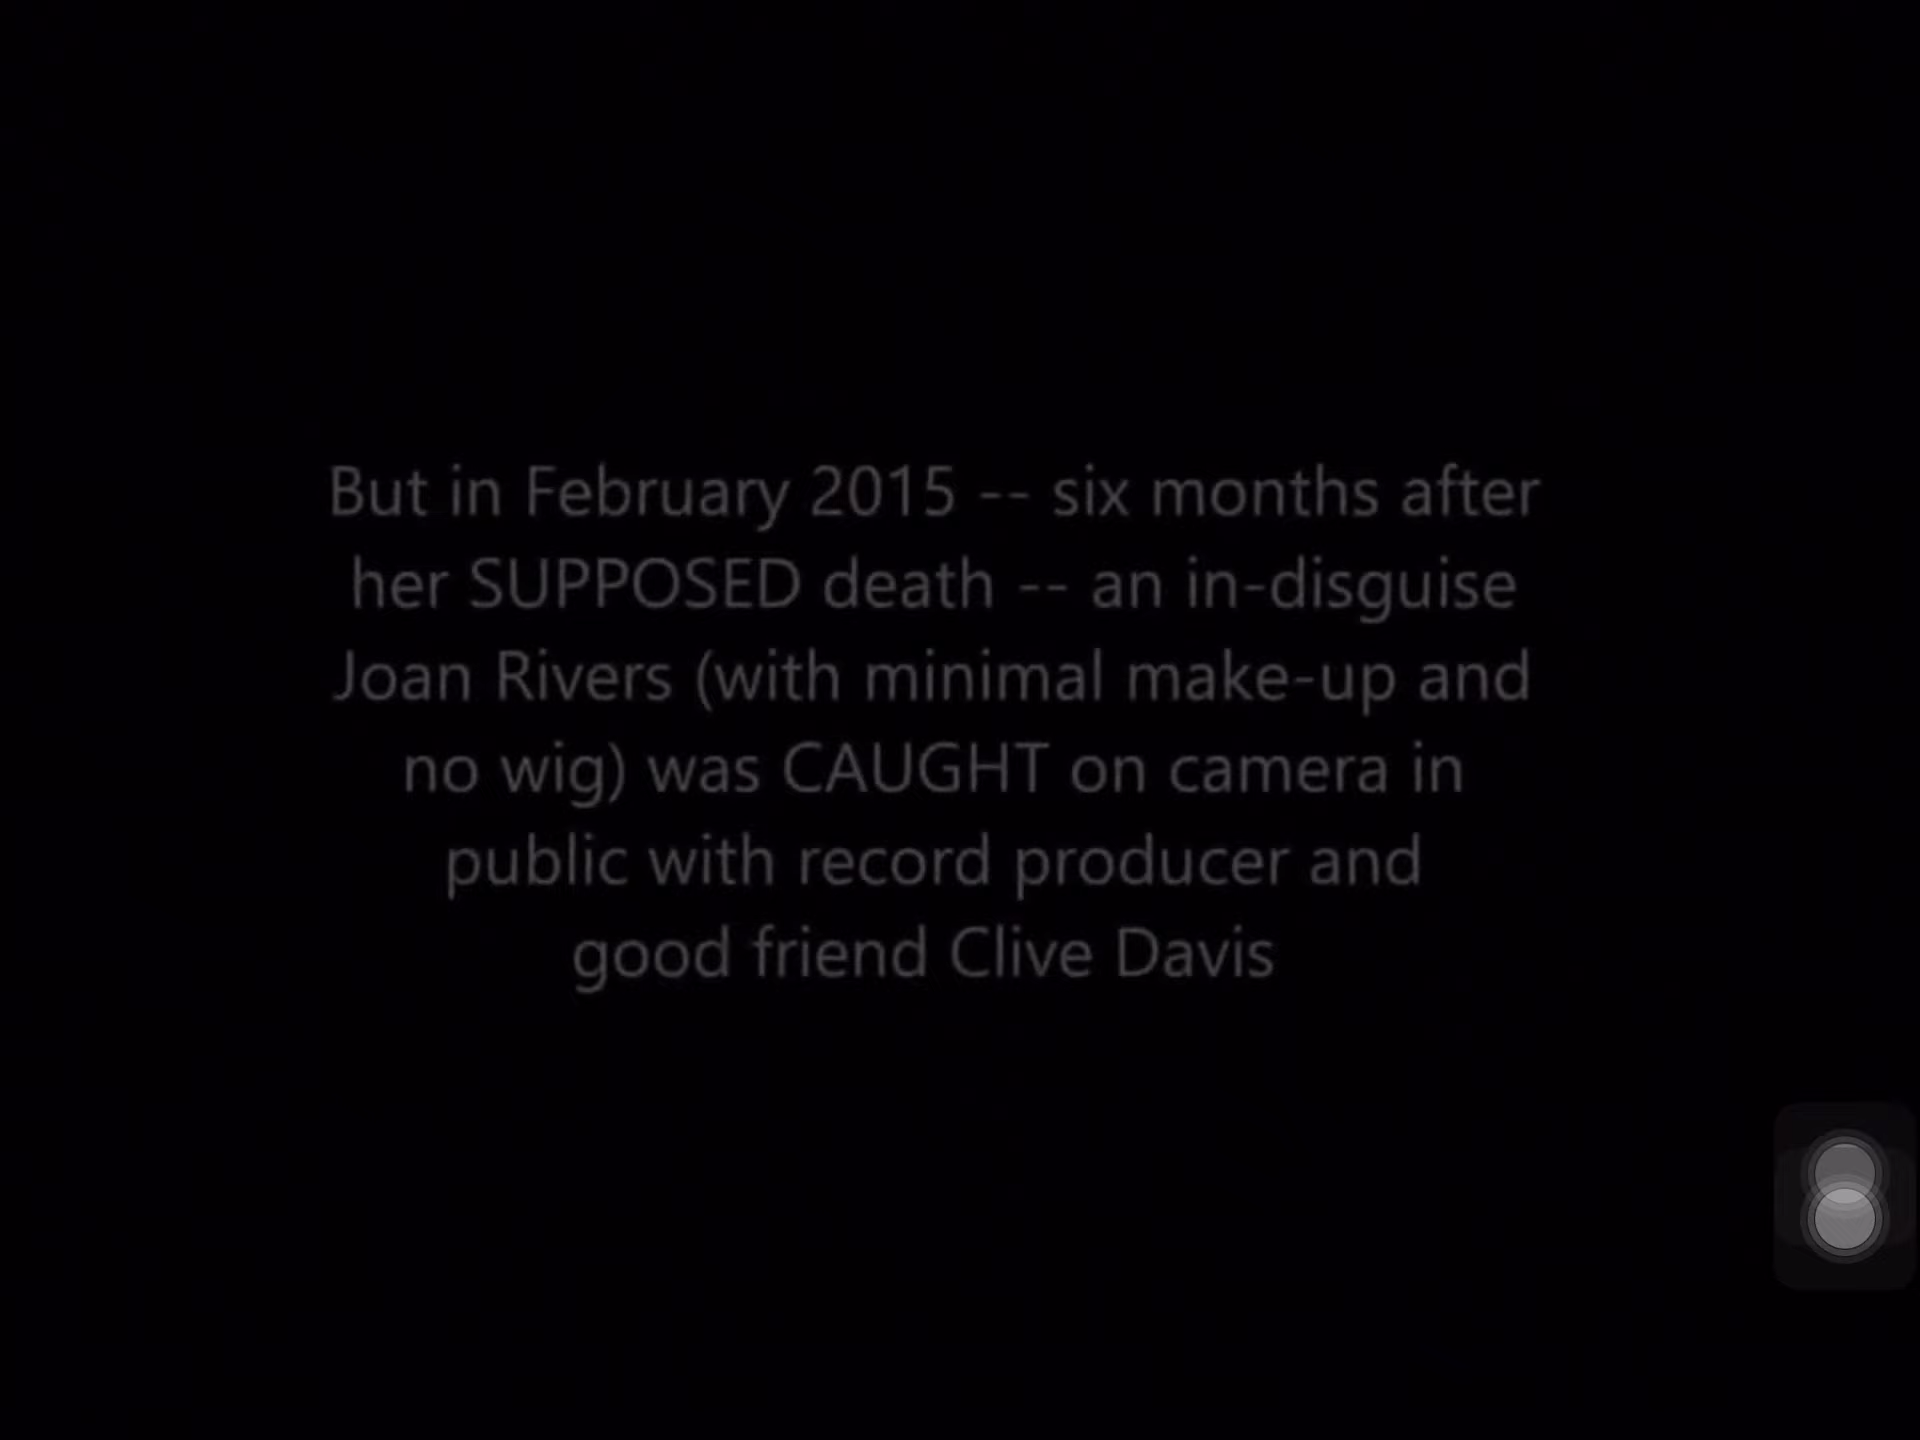 But in February 2015 -- six months after
her SUPPOSED death -- an in-disguise
Joan Rivers (with minimal make-up and
no wig) was CAUGHT on camera in
public with record producer and
good friend Clive Davis